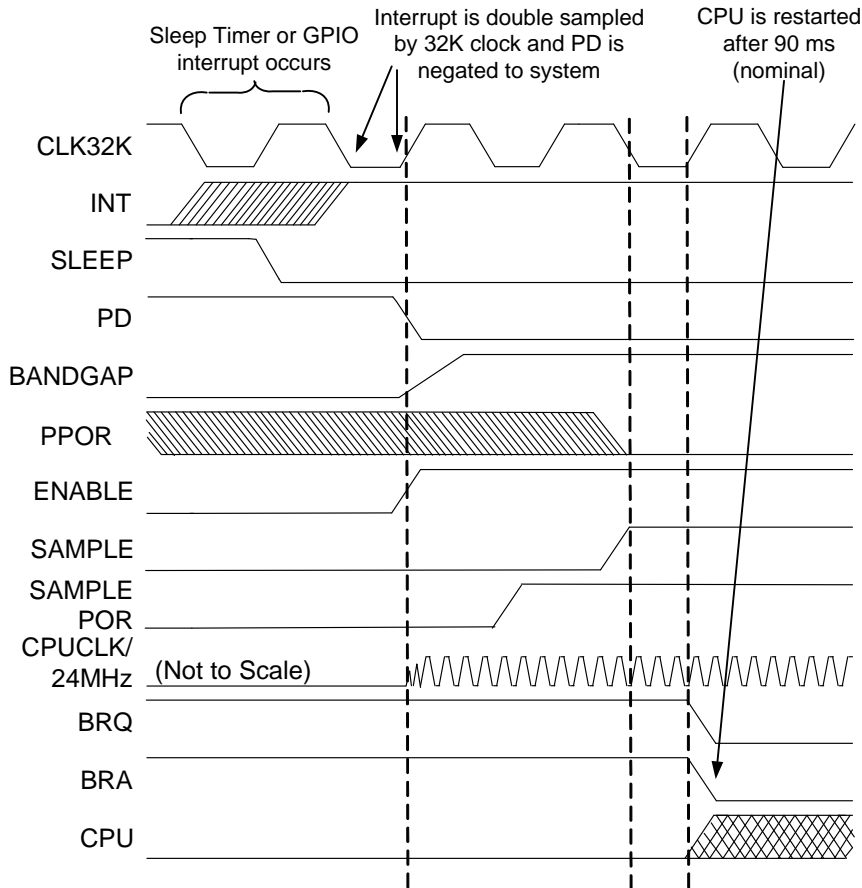 Sleep Timer or GPIO
interrupt occurs
Interrupt is double sampled
by 32K clock and PD is
negated to system
CPU is restarted
after 90 ms
(nominal)
CLK32K
INT
SLEEP
PD
BANDGAP
PPOR
ENABLE
SAMPLE
SAMPLE
POR
CPUCLK/
24MHz
(Not to Scale)
BRQ
BRA
CPU